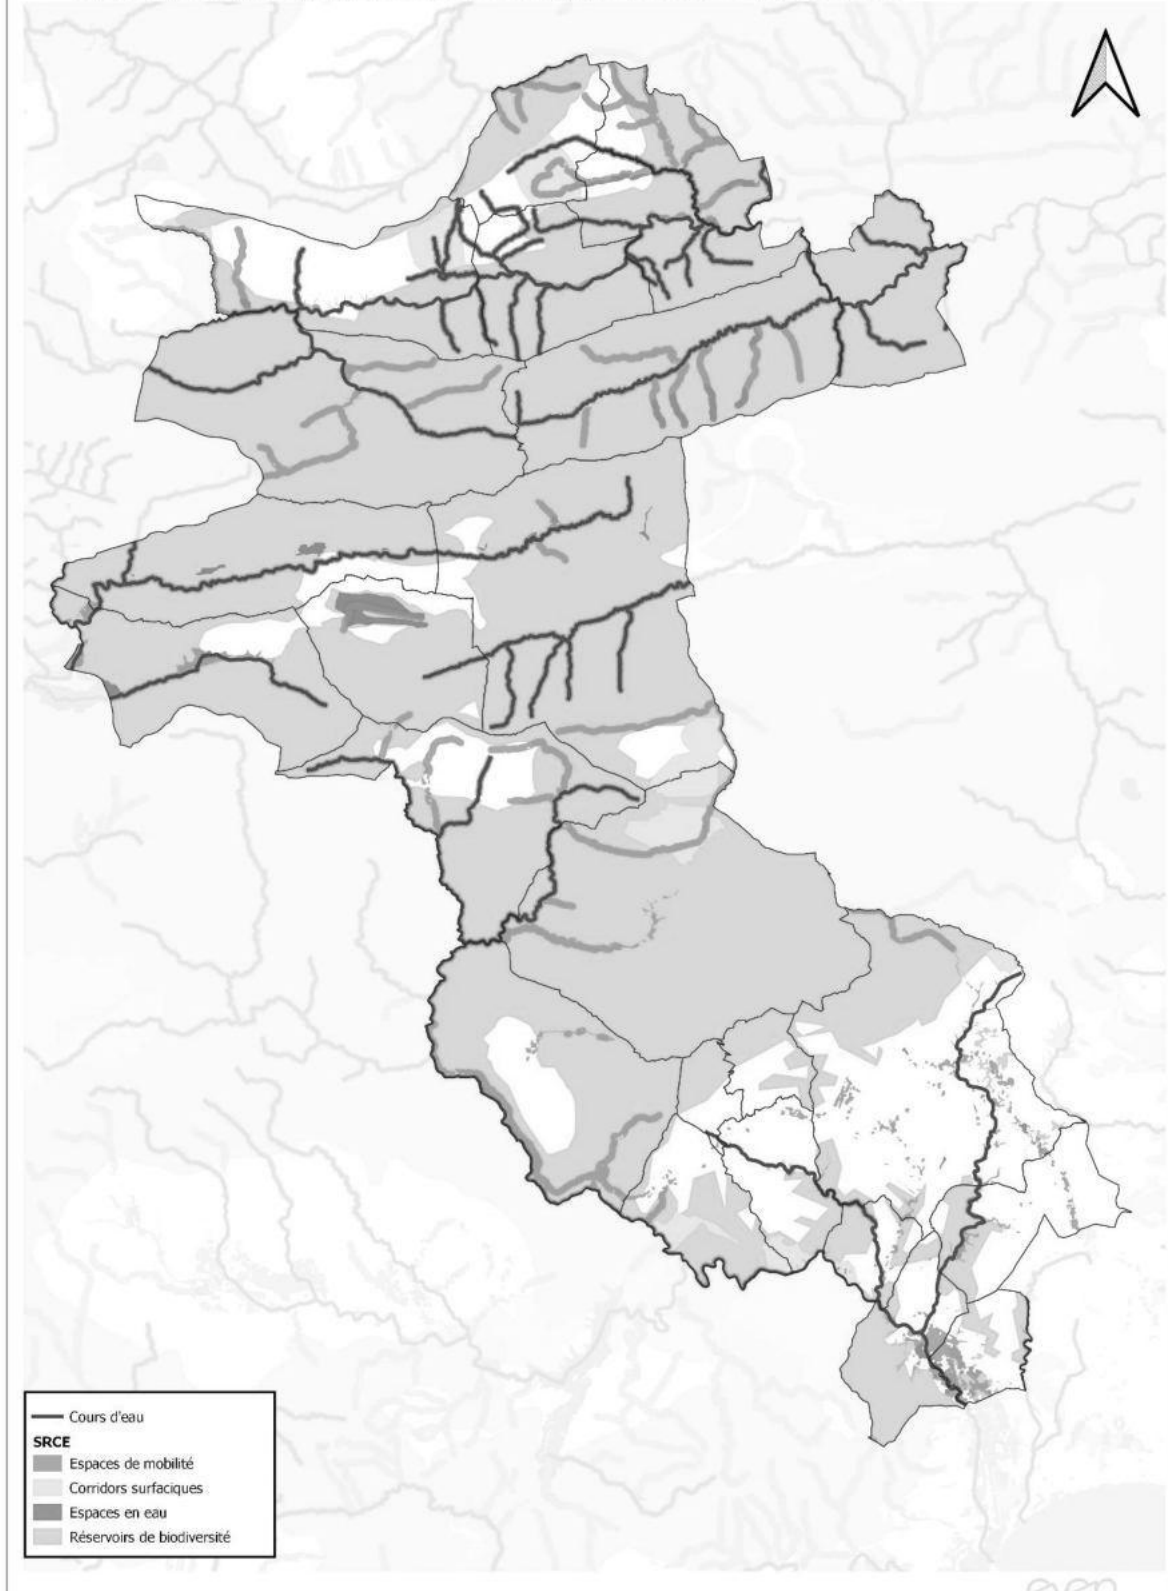 Cours d'eau
SRCE
Espaces de mobilité
Corridors surfaciques
Espaces en eau
Réservoirs de biodiversité